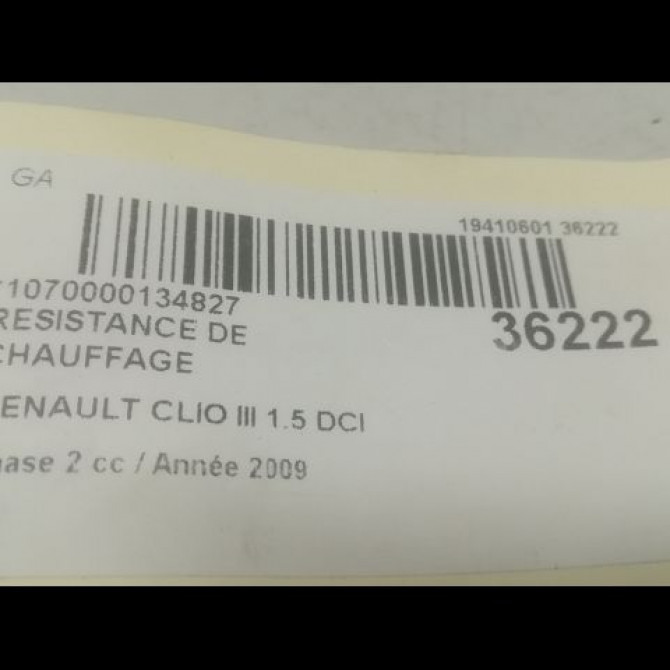 GA
19410601 36222
1070000134827
36222
RESISTANCE DE
CHAUFFAGE
ENAULT CLIO III 1.5 DCI
hase 2 cc / Année 2009